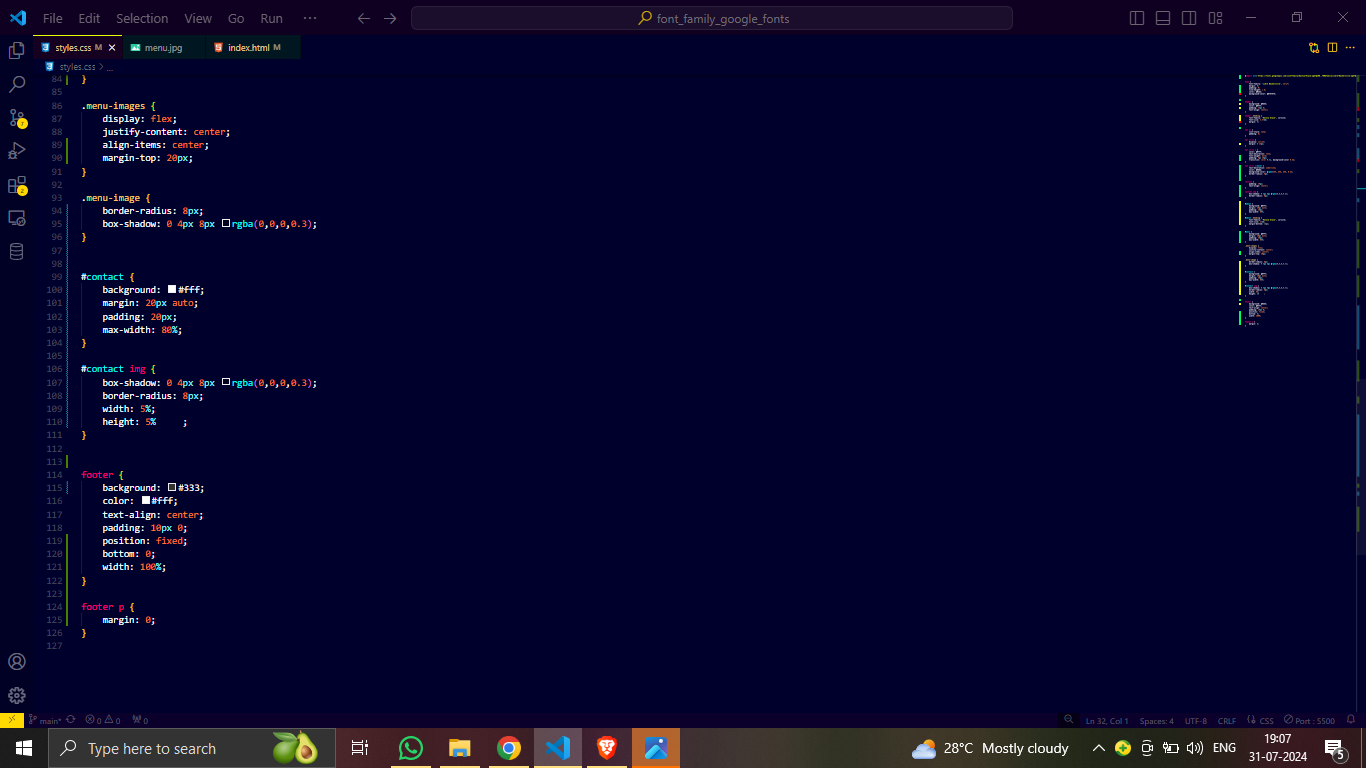 File Edit Selection View Go Run ··· font_family_google_fonts
styles.css M menu.jpg index.html M
styles.css > ...
84 }
85
86 .menu-images {
87 display: flex;
88 justify-content: center;
89 align-items: center;
90 margin-top: 20px;
91 }
92
93 .menu-image {
94 border-radius: 8px;
95 box-shadow: 0 4px 8px rgba(0,0,0,0.3);
96 }
97
98
99 #contact {
100 background: #fff;
101 margin: 20px auto;
102 padding: 20px;
103 max-width: 80%;
104 }
105
106 #contact img {
107 box-shadow: 0 4px 8px rgba(0,0,0,0.3);
108 border-radius: 8px;
109 width: 5%;
110 height: 5% ;
111 }
112
113
114 footer {
115 background: #333;
116 color: #fff;
117 text-align: center;
118 padding: 10px 0;
119 position: fixed;
120 bottom: 0;
121 width: 100%;
122 }
123
124 footer p {
125 margin: 0;
126 }
127
main* 0 0 0 Ln 32, Col 1 Spaces: 4 UTF-8 CRLF CSS Port : 5500
Type here to search 28°C Mostly cloudy ENG 19:07
31-07-2024 5